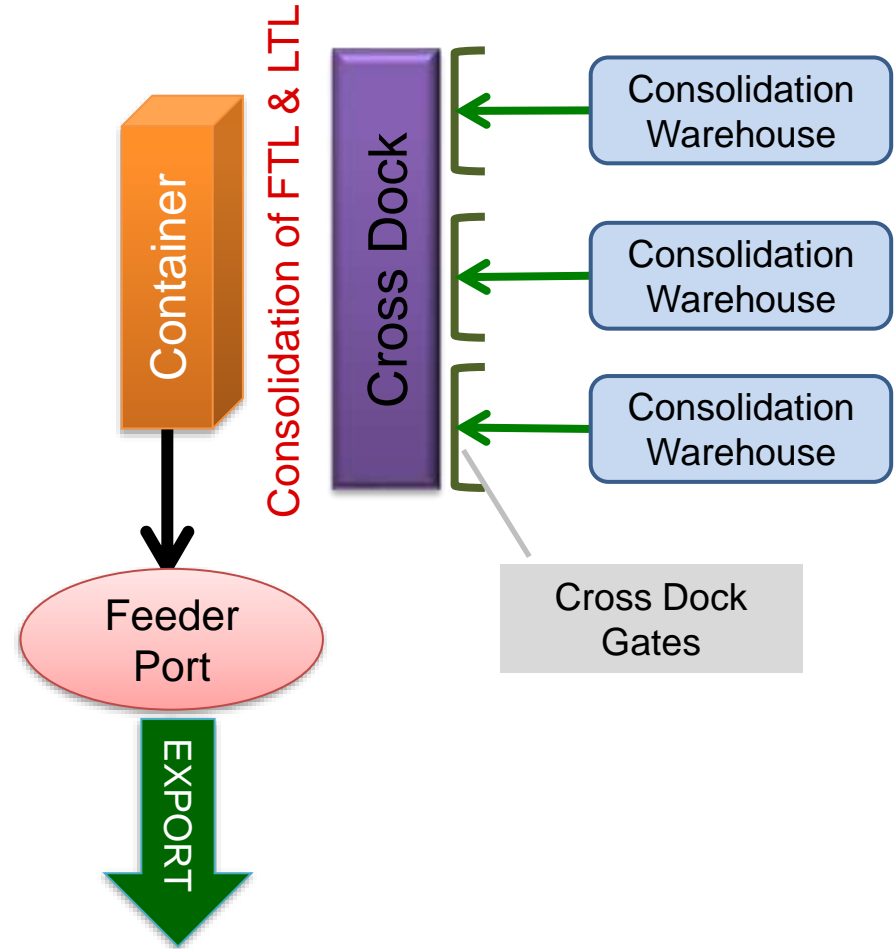 Container
Consolidation of FTL & LTL
Cross Dock
Consolidation
Warehouse
Consolidation
Warehouse
Consolidation
Warehouse
Cross Dock
Gates
Feeder
Port
EXPORT